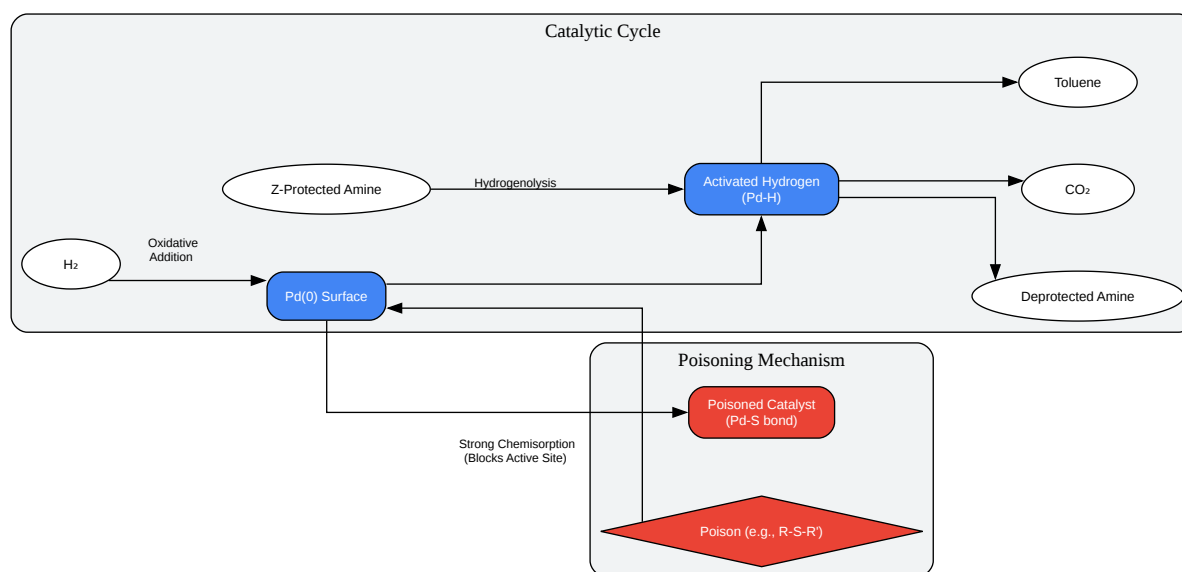 Catalytic Cycle
Toluene
Z-Protected Amine
Hydrogenolysis
Activated Hydrogen
(Pd-H)
CO₂
Oxidative
Addition
H₂
Pd(0) Surface
Deprotected Amine
Poisoning Mechanism
Poisoned Catalyst
(Pd-S bond)
Strong Chemisorption
(Blocks Active Site)
Poison (e.g., R-S-R')